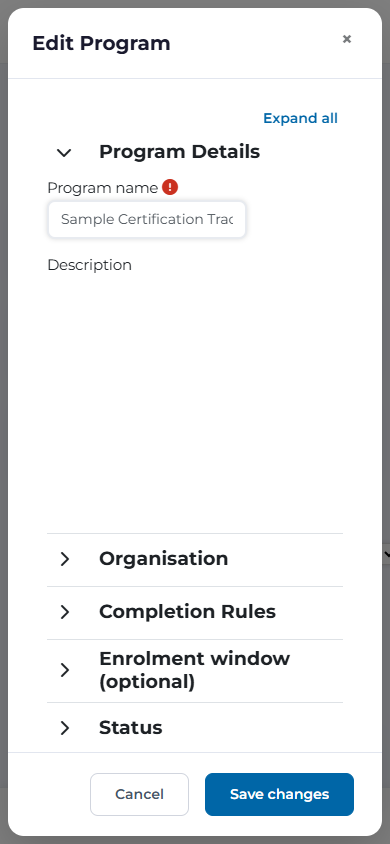 Edit Program
×
Expand all
Program Details
Program name
Sample Certification Trac
Description
Organisation
Completion Rules
Enrolment window
(optional)
Status
Cancel
Save changes